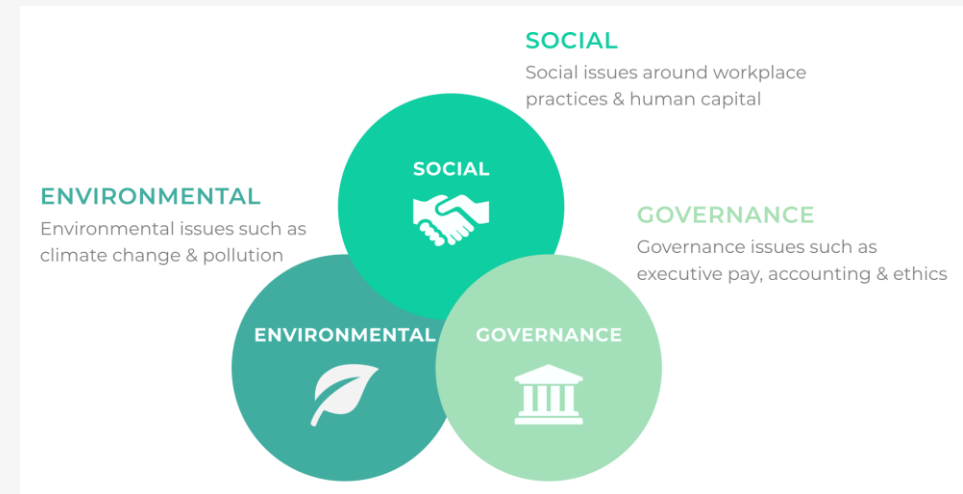 SOCIAL
Social issues around workplace
practices & human capital
SOCIAL
ENVIRONMENTAL
Environmental issues such as
climate change & pollution
GOVERNANCE
Governance issues such as
executive pay, accounting & ethics
ENVIRONMENTAL
GOVERNANCE